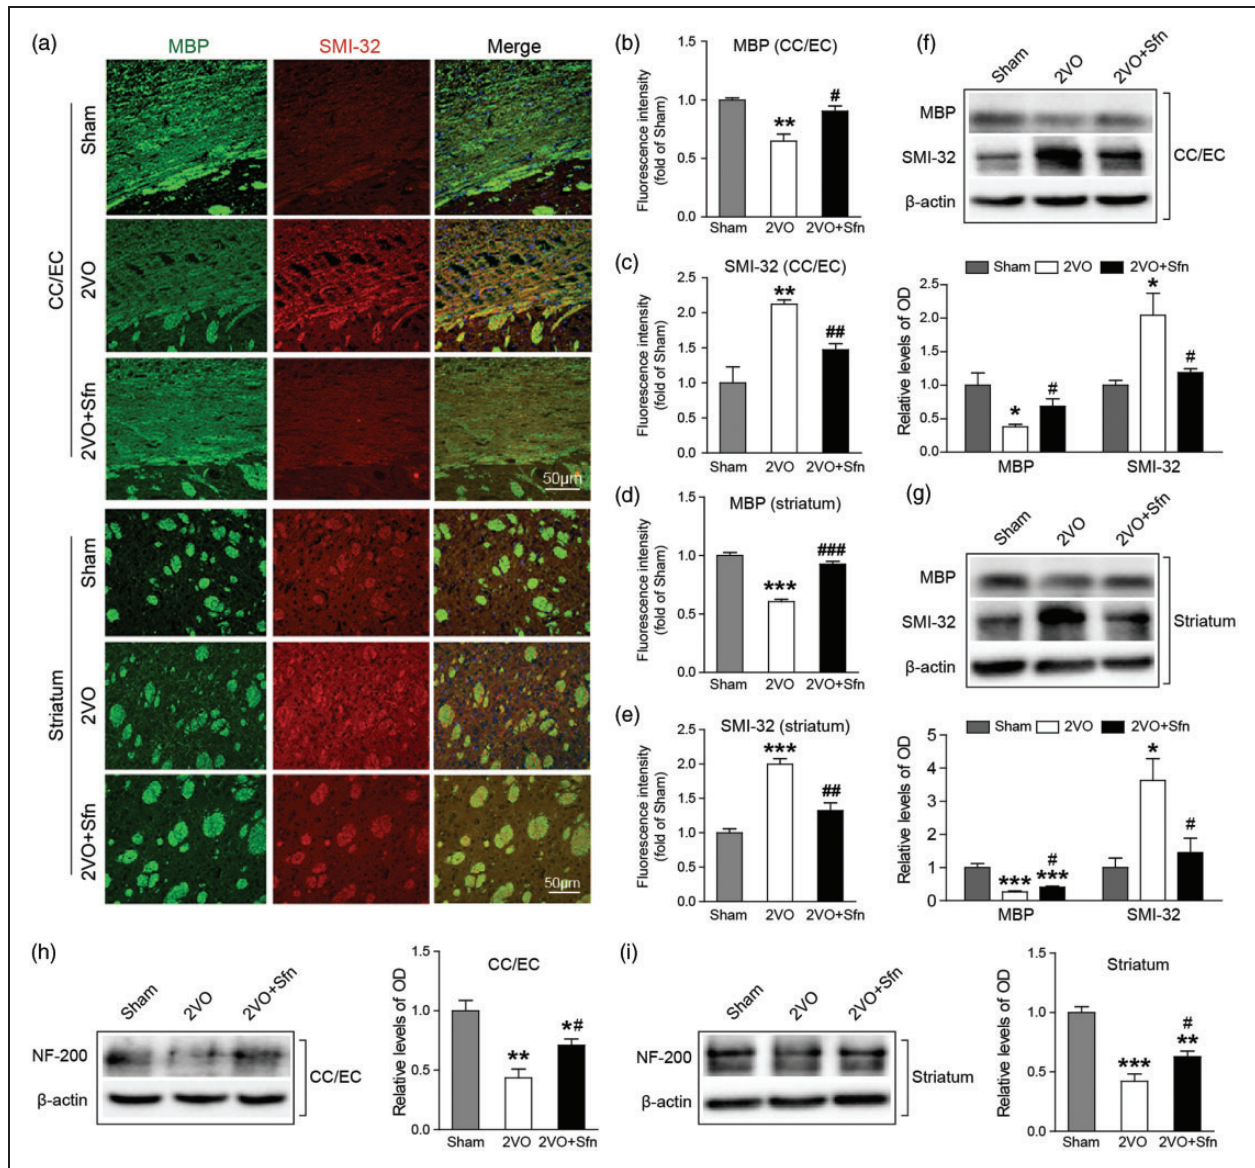 (a)
MBP SMI-32 Merge
CC/EC
Sham
2VO
2VO+Sfn
50μm
Striatum
Sham
2VO
2VO+Sfn
50μm
(b)
MBP (CC/EC)
Fluorescence intensity
(fold of Sham)
1.5
1.0
0.5
0.0
**
#
Sham 2VO 2VO+Sfn
(c)
SMI-32 (CC/EC)
Fluorescence intensity
(fold of Sham)
2.5
2.0
1.5
1.0
0.5
0.0
**
##
Sham 2VO 2VO+Sfn
(d)
MBP (striatum)
Fluorescence intensity
(fold of Sham)
1.5
1.0
0.5
0.0
***
###
Sham 2VO 2VO+Sfn
(e)
SMI-32 (striatum)
Fluorescence intensity
(fold of Sham)
2.5
2.0
1.5
1.0
0.5
0.0
***
##
Sham 2VO 2VO+Sfn
(f)
Sham 2VO 2VO+Sfn
MBP
SMI-32
β-actin
CC/EC
Sham 2VO 2VO+Sfn
Relative levels of OD
2.5
2.0
1.5
1.0
0.5
0.0
*
#
*
#
MBP SMI-32
(g)
Sham 2VO 2VO+Sfn
MBP
SMI-32
β-actin
Striatum
Sham 2VO 2VO+Sfn
Relative levels of OD
5
4
3
2
1
0
***
#
***
*
#
MBP SMI-32
(h)
Sham 2VO 2VO+Sfn
NF-200
β-actin
CC/EC
CC/EC
Relative levels of OD
1.5
1.0
0.5
0.0
**
*#
Sham 2VO 2VO+Sfn
(i)
Sham 2VO 2VO+Sfn
NF-200
β-actin
Striatum
Striatum
Relative levels of OD
1.5
1.0
0.5
0.0
***
#
**
Sham 2VO 2VO+Sfn